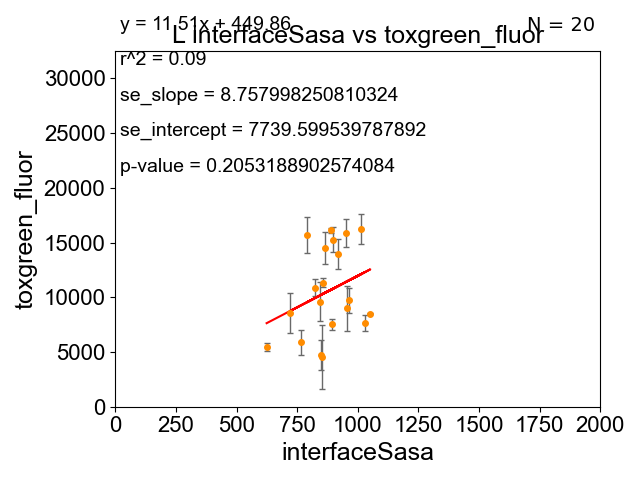 y = 11.51x + 449.86
N = 20
L interfaceSasa vs toxgreen_fluor
r^2 = 0.09
se_slope = 8.757998250810324
se_intercept = 7739.599539787892
p-value = 0.2053188902574084
30000
25000
20000
15000
10000
5000
0
toxgreen_fluor
0 250 500 750 1000 1250 1500 1750 2000
interfaceSasa